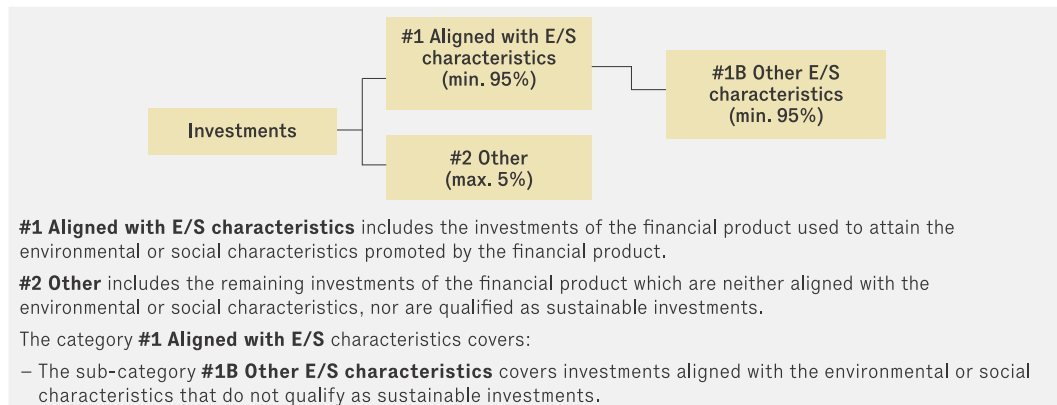 #1 Aligned with E/S
characteristics
(min. 95%)
#1B Other E/S
characteristics
(min. 95%)
Investments
#2 Other
(max. 5%)
#1 Aligned with E/S characteristics includes the investments of the financial product used to attain the
environmental or social characteristics promoted by the financial product.
#2 Other includes the remaining investments of the financial product which are neither aligned with the
environmental or social characteristics, nor are qualified as sustainable investments.
The category #1 Aligned with E/S characteristics covers:
– The sub-category #1B Other E/S characteristics covers investments aligned with the environmental or social
characteristics that do not qualify as sustainable investments.